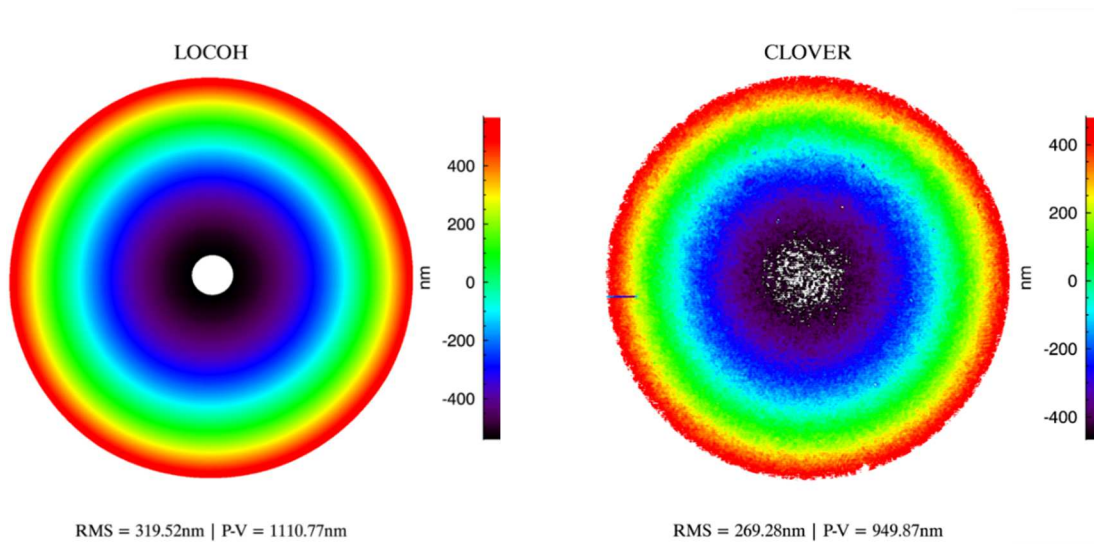 LOCOH
400
200
0
-200
-400
nm
RMS = 319.52nm | P-V = 1110.77nm
CLOVER
400
200
0
-200
-400
nm
RMS = 269.28nm | P-V = 949.87nm